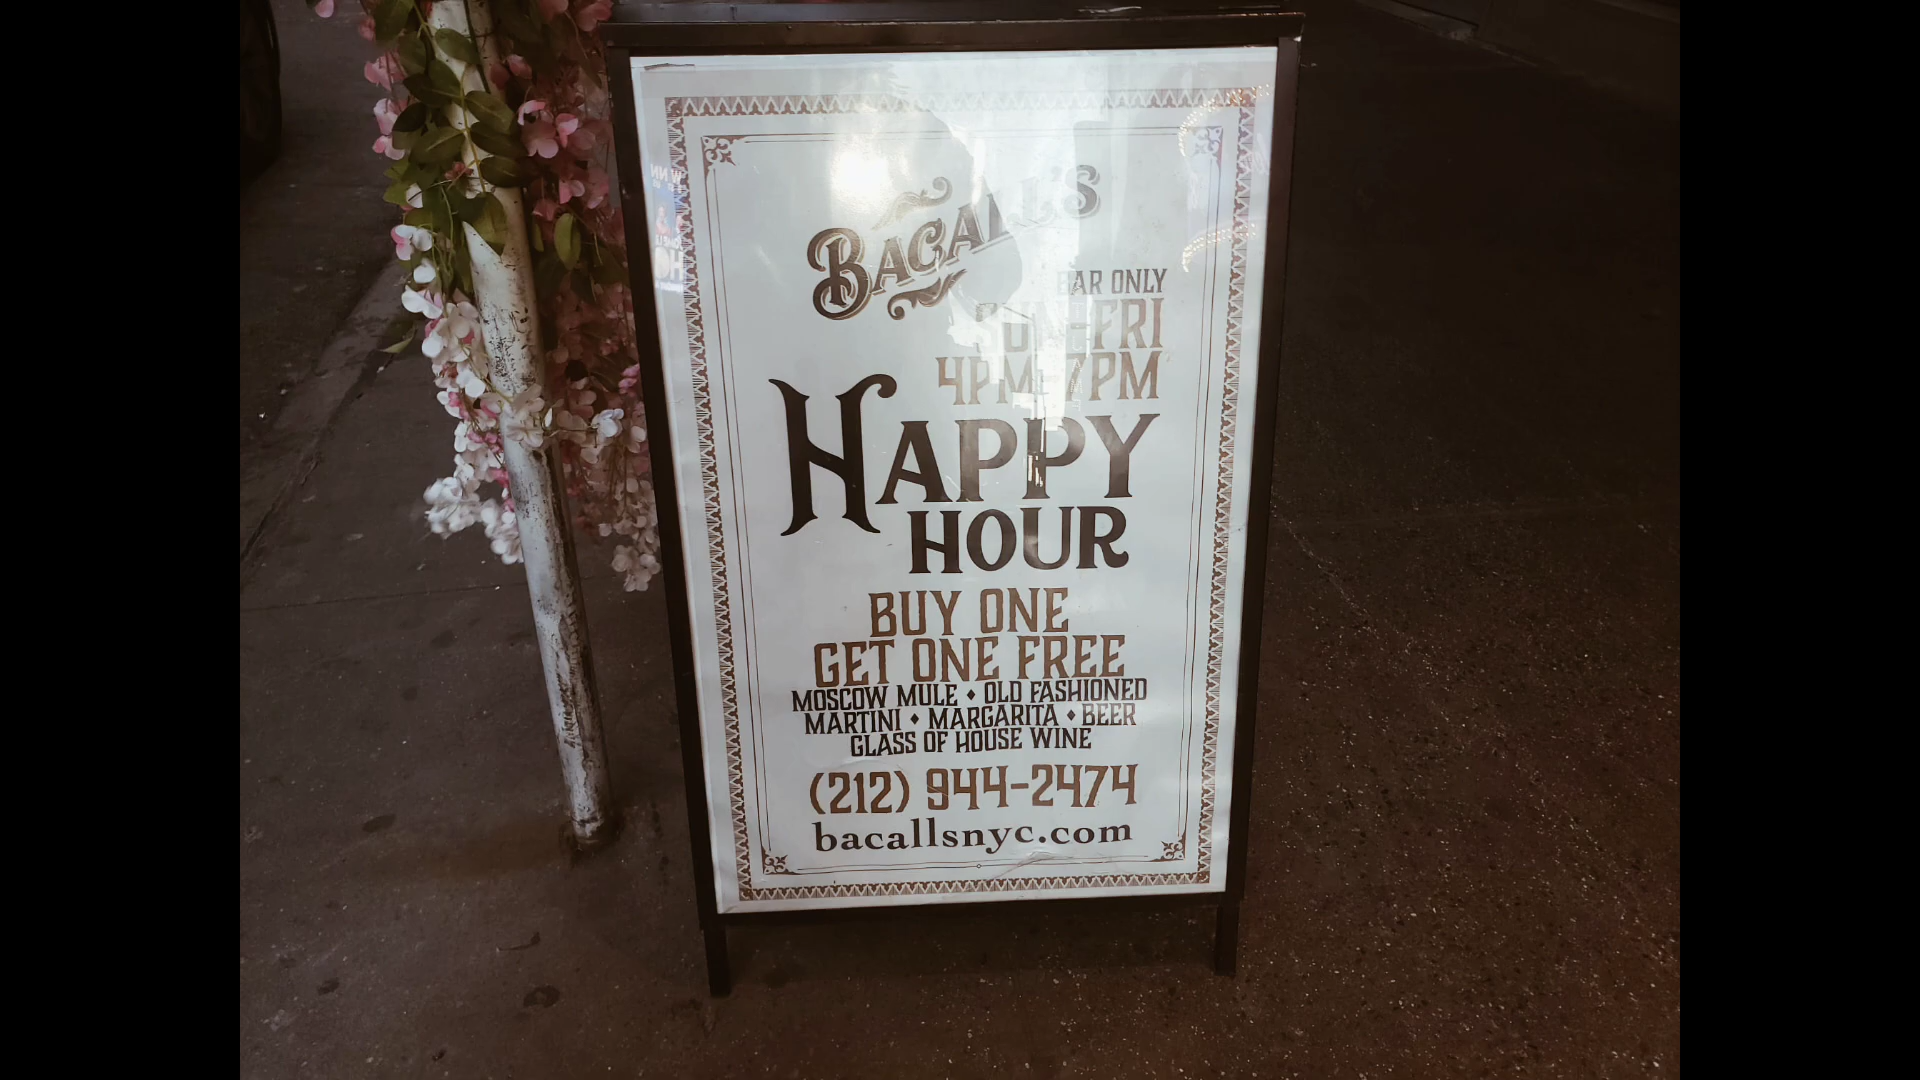 BACALL'S
BAR ONLY
SUN-FRI
4PM-7PM
HAPPY
HOUR
BUY ONE
GET ONE FREE
MOSCOW MULE ♦ OLD FASHIONED
MARTINI ♦ MARGARITA ♦ BEER
GLASS OF HOUSE WINE
(212) 944-2474
bacallsnyc.com